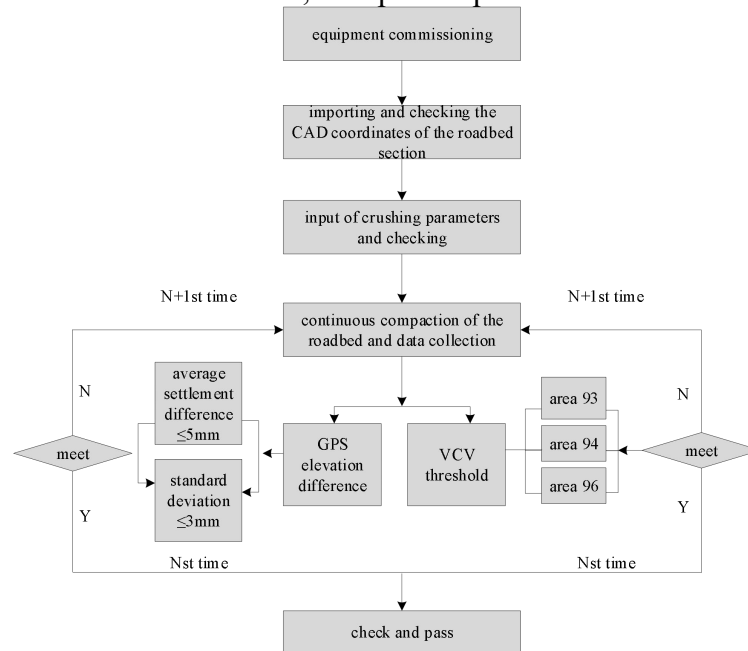 equipment commissioning
importing and checking the
CAD coordinates of the roadbed
section
input of crushing parameters
and checking
N+1st time
N+1st time
continuous compaction of the
roadbed and data collection
average
settlement
difference
≤5mm
N
N
area 93
area 94
area 96
meet
standard
deviation
≤3mm
GPS
elevation
difference
VCV
threshold
meet
Y
Y
Nst time
Nst time
check and pass